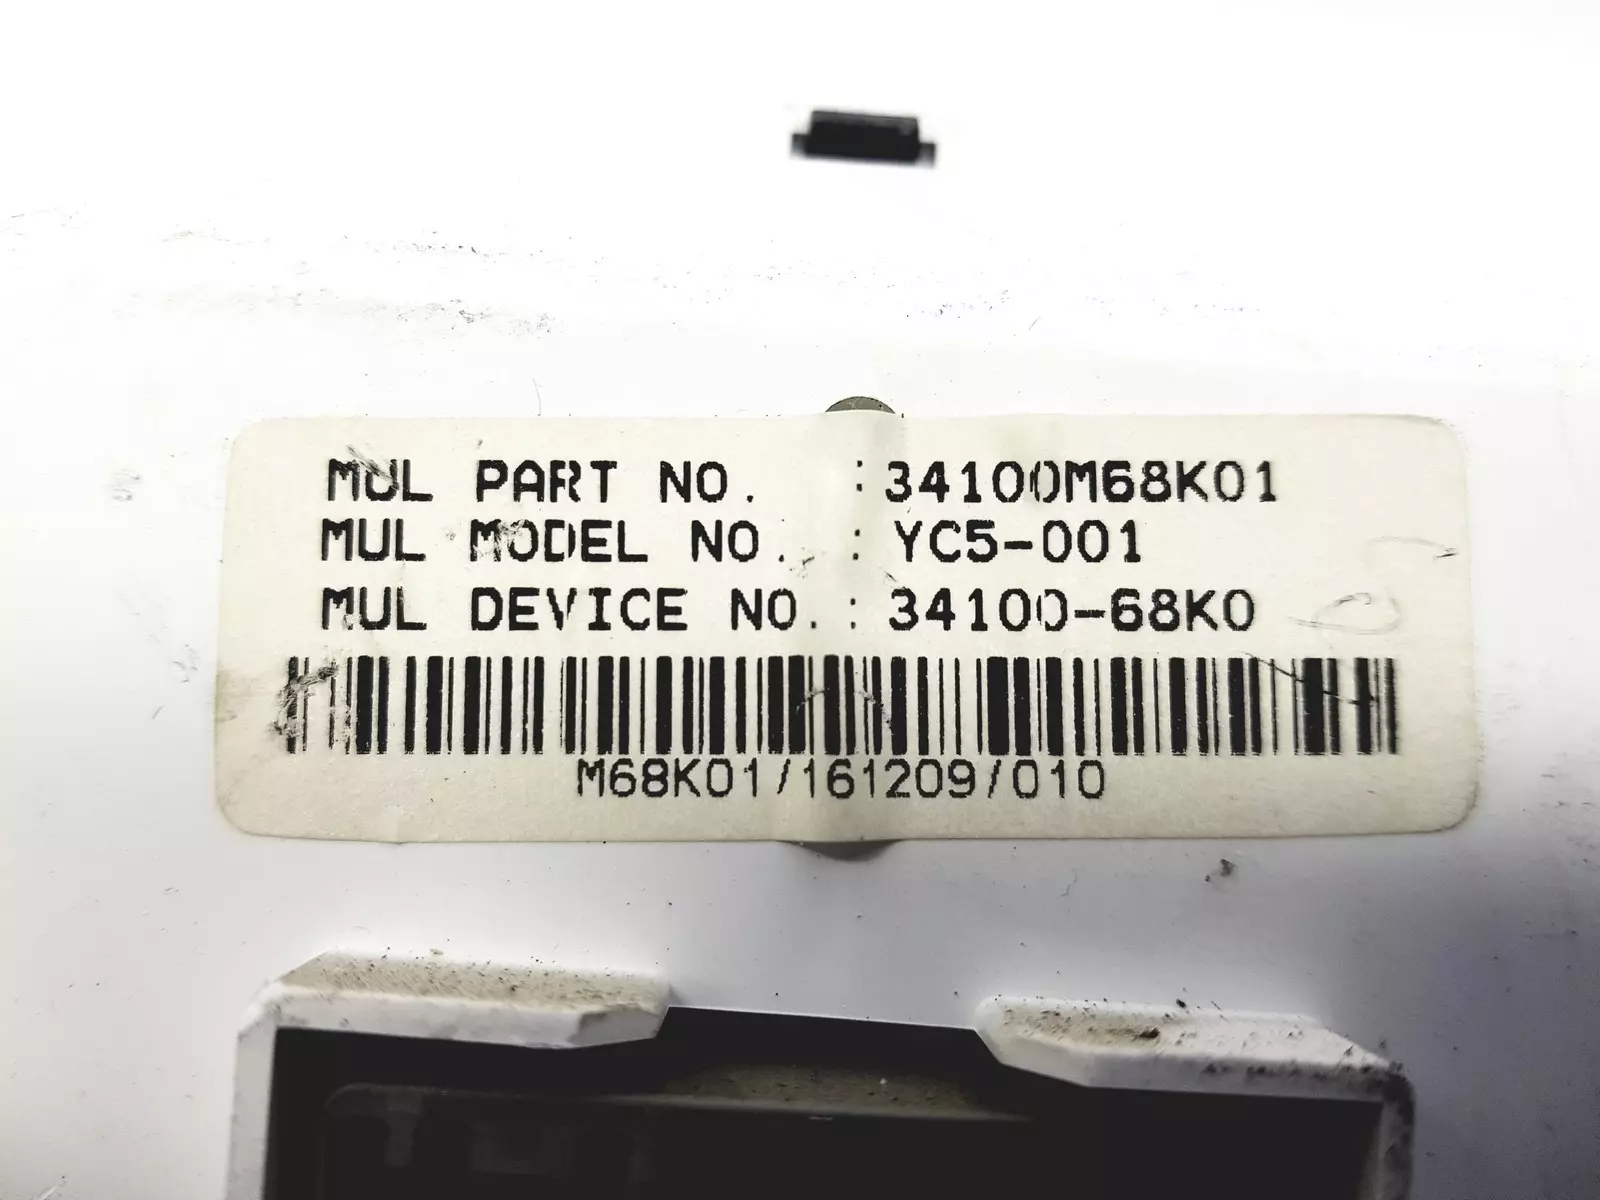 MUL PART NO. :34100M68K01
MUL MODEL NO. : YC5-001
MUL DEVICE NO. : 34100-68K0
M68K01/161209/010